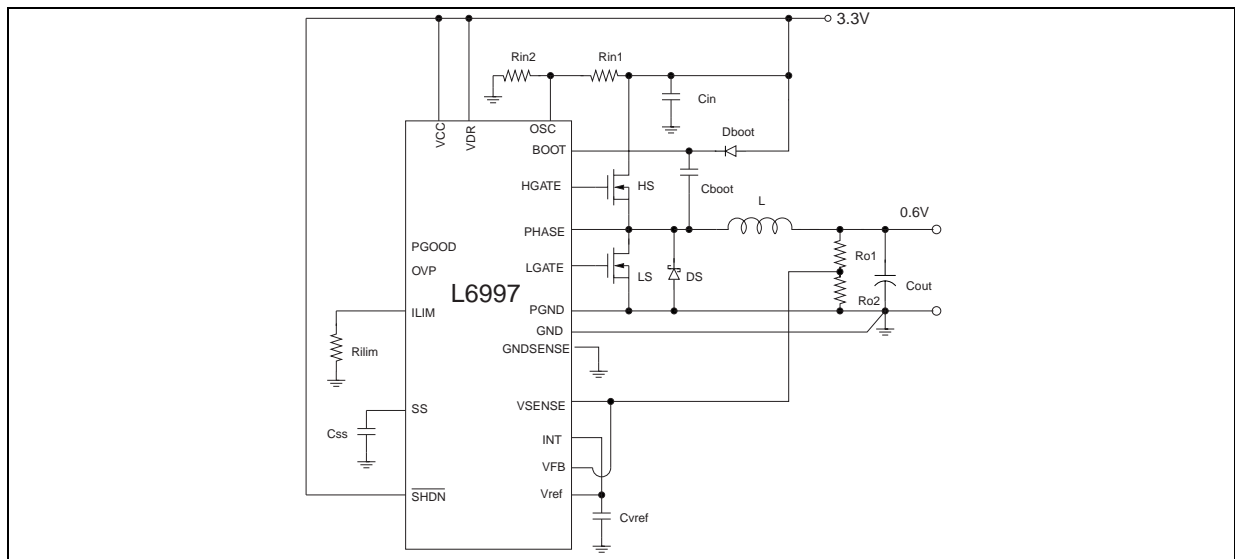 3.3V
Rin2
Rin1
Cin
VCC
VDR
OSC
BOOT
Dboot
HGATE
HS
Cboot
L
0.6V
PHASE
PGOOD
OVP
L6997
LGATE
LS
DS
Ro1
Ro2
Cout
ILIM
PGND
GND
Rilim
GNDSENSE
SS
VSENSE
Css
INT
VFB
SHDN
Vref
Cvref